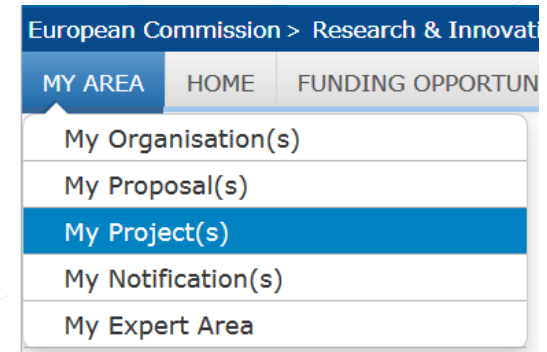 European Commission > Research & Innovati
MY AREA HOME FUNDING OPPORTUN
My Organisation(s)
My Proposal(s)
My Project(s)
My Notification(s)
My Expert Area